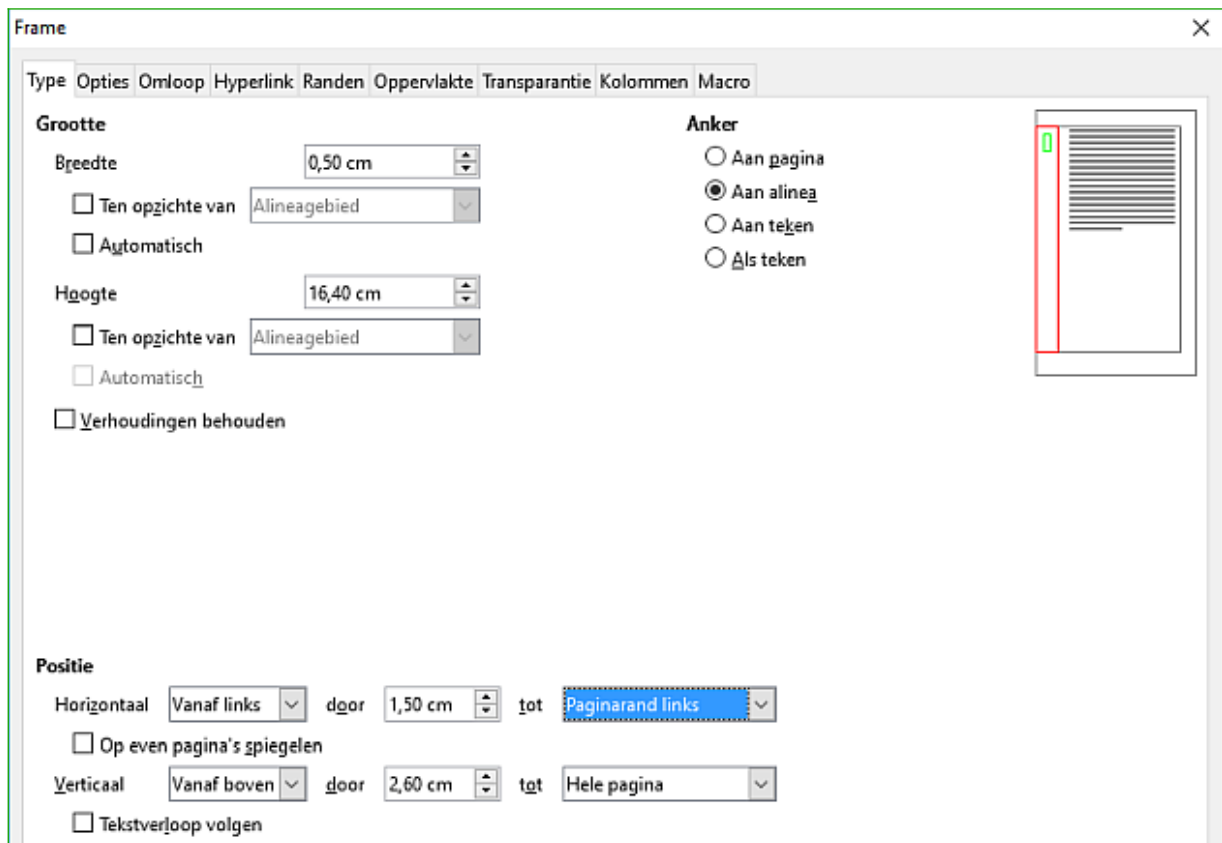 Frame
Type Opties Omloop Hyperlink Randen Oppervlakte Transparantie Kolommen Macro
Grootte
Breedte 0,50 cm
Ten opzichte van Alineagebied
Automatisch
Hoogte 16,40 cm
Ten opzichte van Alineagebied
Automatisch
Verhoudingen behouden
Anker
Aan pagina
Aan alinea
Aan teken
Als teken
Positie
Horizontaal Vanaf links door 1,50 cm tot Paginarand links
Op even pagina's spiegelen
Verticaal Vanaf boven door 2,60 cm tot Hele pagina
Tekstverloop volgen